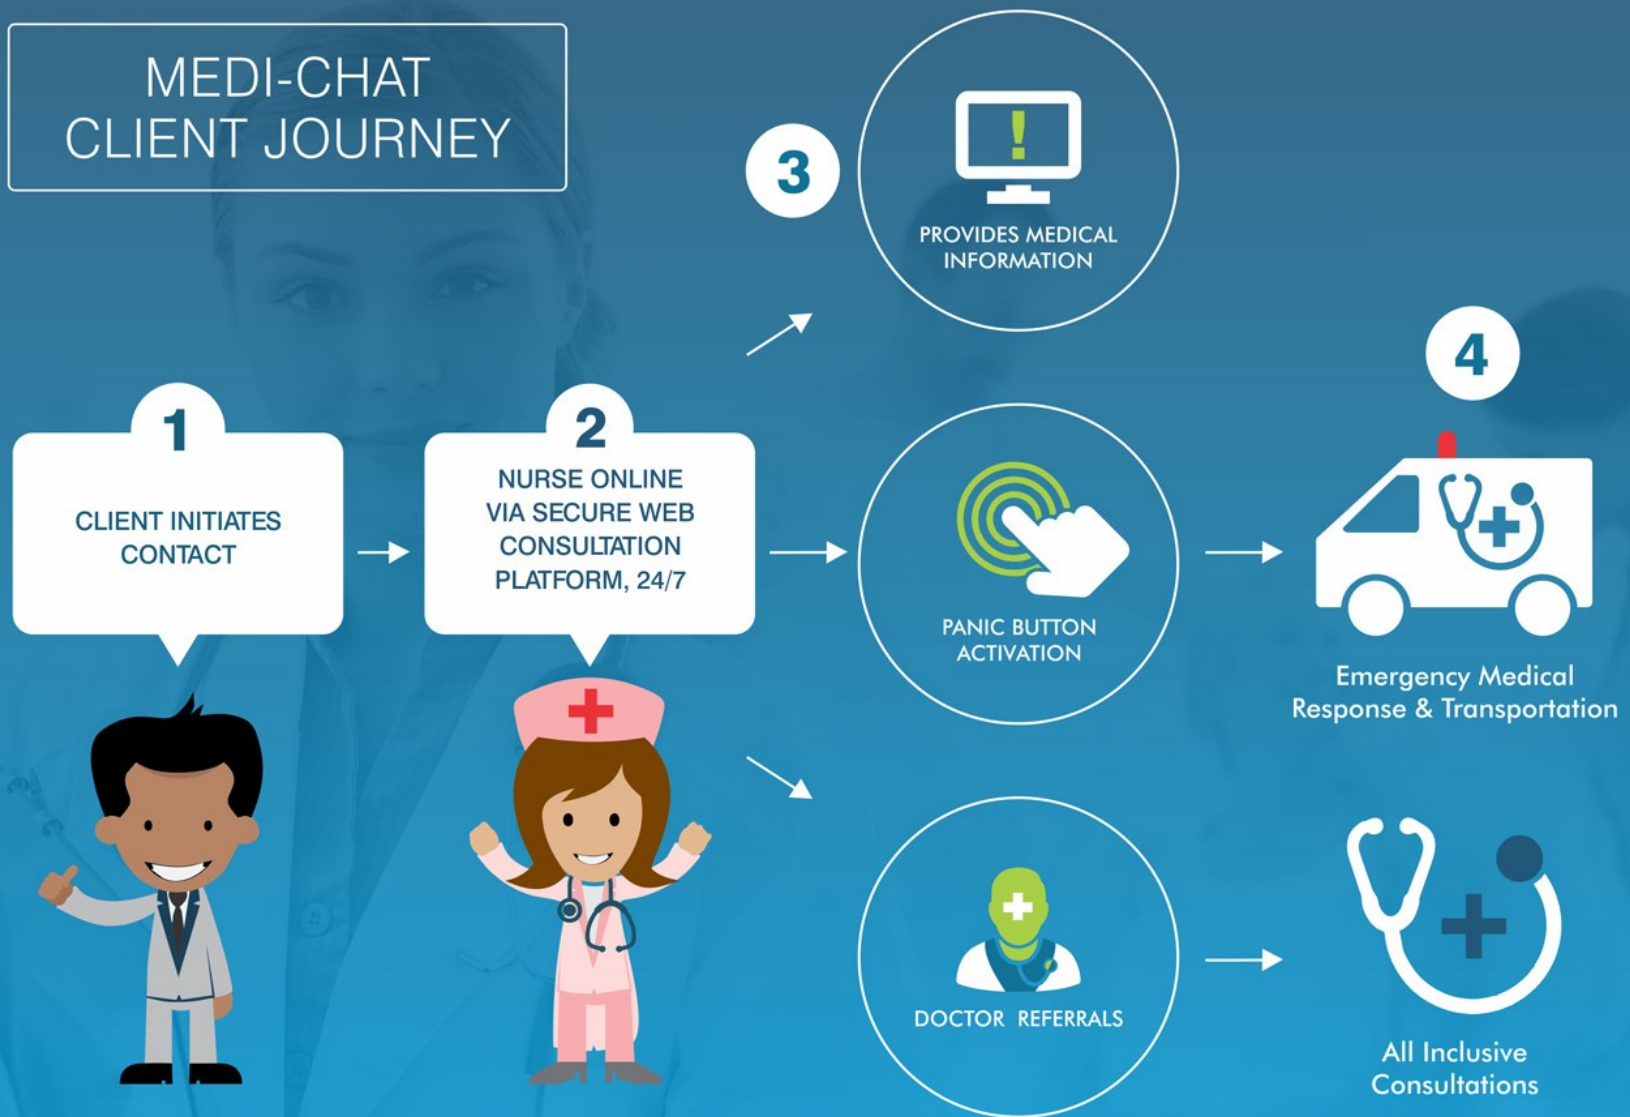 MEDI-CHAT
CLIENT JOURNEY
1
CLIENT INITIATES
CONTACT
2
NURSE ONLINE
VIA SECURE WEB
CONSULTATION
PLATFORM, 24/7
3
!
PROVIDES MEDICAL
INFORMATION
PANIC BUTTON
ACTIVATION
DOCTOR REFERRALS
4
Emergency Medical
Response & Transportation
All Inclusive
Consultations